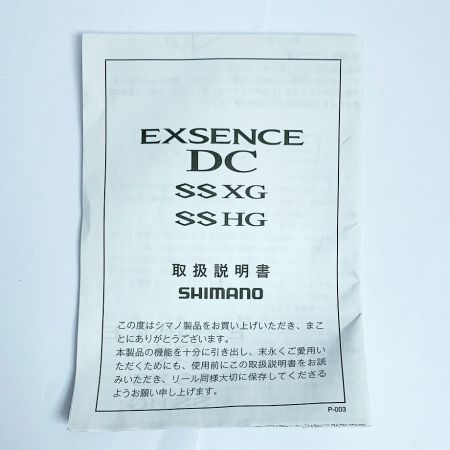 EXSENCE
DC
SS XG
SS HG
取扱説明書
SHIMANO
この度はシマノ製品をお買い上げいただき、まこ
とにありがとうございます。
本製品の機能を十分に引き出し、末永くご愛用い
ただくためにも、使用前にこの取扱説明書をお読
みいただき、リール同様大切に保存してくださる
ようお願い申し上げます。
P-003